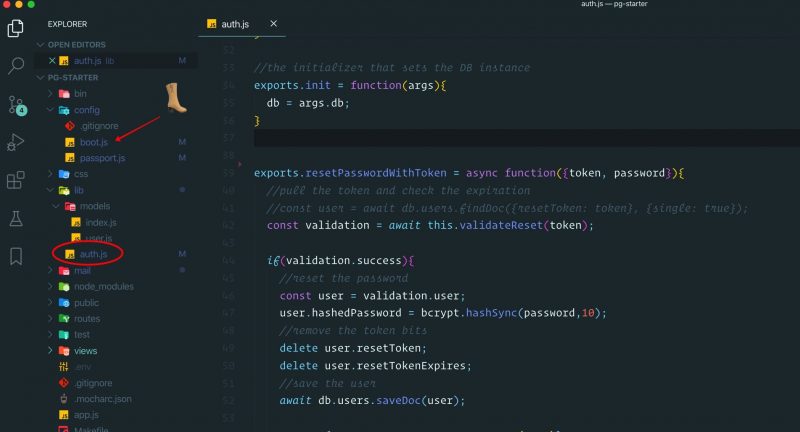 auth.js — pg-starter
EXPLORER
OPEN EDITORS
auth.js lib M
PG-STARTER
bin
config
.gitignore
boot.js M
passport.js M
css
lib
models
index.js
user.js
auth.js M
mail
node_modules
public
routes
test
views
.env
.gitignore
.mocharc.json
app.js
Makefile
4
auth.js
32 }
33 //the initializer that sets the DB instance
34 exports.init = function(args){
35 db = args.db;
36 }
37
38
39 exports.resetPasswordWithToken = async function({token, password}){
40 //pull the token and check the expiration
41 //const user = await db.users.findDoc({resetToken: token}, {single: true});
42 const validation = await this.validateReset(token);
43
44 if(validation.success){
45 //reset the password
46 const user = validation.user;
47 user.hashedPassword = bcrypt.hashSync(password,10);
48 //remove the token bits
49 delete user.resetToken;
50 delete user.resetTokenExpires;
51 //save the user
52 await db.users.saveDoc(user);
53